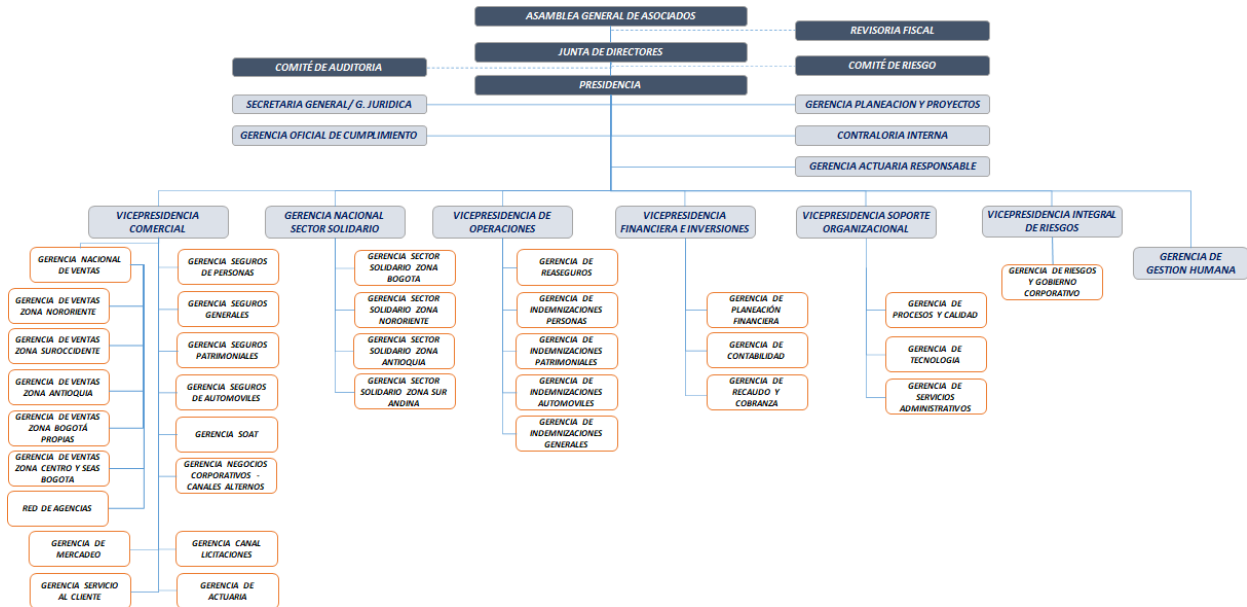 ASAMBLEA GENERAL DE ASOCIADOS
REVISORIA FISCAL
JUNTA DE DIRECTORES
COMITÉ DE AUDITORIA
COMITÉ DE RIESGO
PRESIDENCIA
SECRETARIA GENERAL/ G. JURIDICA
GERENCIA PLANEACION Y PROYECTOS
GERENCIA OFICIAL DE CUMPLIMIENTO
CONTRALORIA INTERNA
GERENCIA ACTUARIA RESPONSABLE
VICEPRESIDENCIA
COMERCIAL
GERENCIA NACIONAL
SECTOR SOLIDARIO
VICEPRESIDENCIA DE
OPERACIONES
VICEPRESIDENCIA
FINANCIERA E INVERSIONES
VICEPRESIDENCIA SOPORTE
ORGANIZACIONAL
VICEPRESIDENCIA INTEGRAL
DE RIESGOS
GERENCIA DE
GESTION HUMANA
GERENCIA NACIONAL
DE VENTAS
GERENCIA DE VENTAS
ZONA NORORIENTE
GERENCIA DE VENTAS
ZONA SUROCCIDENTE
GERENCIA DE VENTAS
ZONA ANTIOQUIA
GERENCIA DE VENTAS
ZONA BOGOTÁ
PROPIAS
GERENCIA DE VENTAS
ZONA CENTRO Y SEAS
BOGOTA
RED DE AGENCIAS
GERENCIA DE
MERCADEO
GERENCIA SERVICIO
AL CLIENTE
GERENCIA SEGUROS
DE PERSONAS
GERENCIA SEGUROS
GENERALES
GERENCIA SEGUROS
PATRIMONIALES
GERENCIA SEGUROS
DE AUTOMOVILES
GERENCIA SOAT
GERENCIA NEGOCIOS
CORPORATIVOS -
CANALES ALTERNOS
GERENCIA CANAL
LICITACIONES
GERENCIA DE
ACTUARIA
GERENCIA SECTOR
SOLIDARIO ZONA
BOGOTA
GERENCIA SECTOR
SOLIDARIO ZONA
NORORIENTE
GERENCIA SECTOR
SOLIDARIO ZONA
ANTIOQUIA
GERENCIA SECTOR
SOLIDARIO ZONA SUR
ANDINA
GERENCIA DE
REASEGUROS
GERENCIA DE
INDEMNIZACIONES
PERSONAS
GERENCIA DE
INDEMNIZACIONES
PATRIMONIALES
GERENCIA DE
INDEMNIZACIONES
AUTOMOVILES
GERENCIA DE
INDEMNIZACIONES
GENERALES
GERENCIA DE
PLANEACIÓN
FINANCIERA
GERENCIA DE
CONTABILIDAD
GERENCIA DE
RECAUDO Y
COBRANZA
GERENCIA DE
PROCESOS Y CALIDAD
GERENCIA DE
TECNOLOGIA
GERENCIA DE
SERVICIOS
ADMINISTRATIVOS
GERENCIA DE RIESGOS
Y GOBIERNO
CORPORATIVO